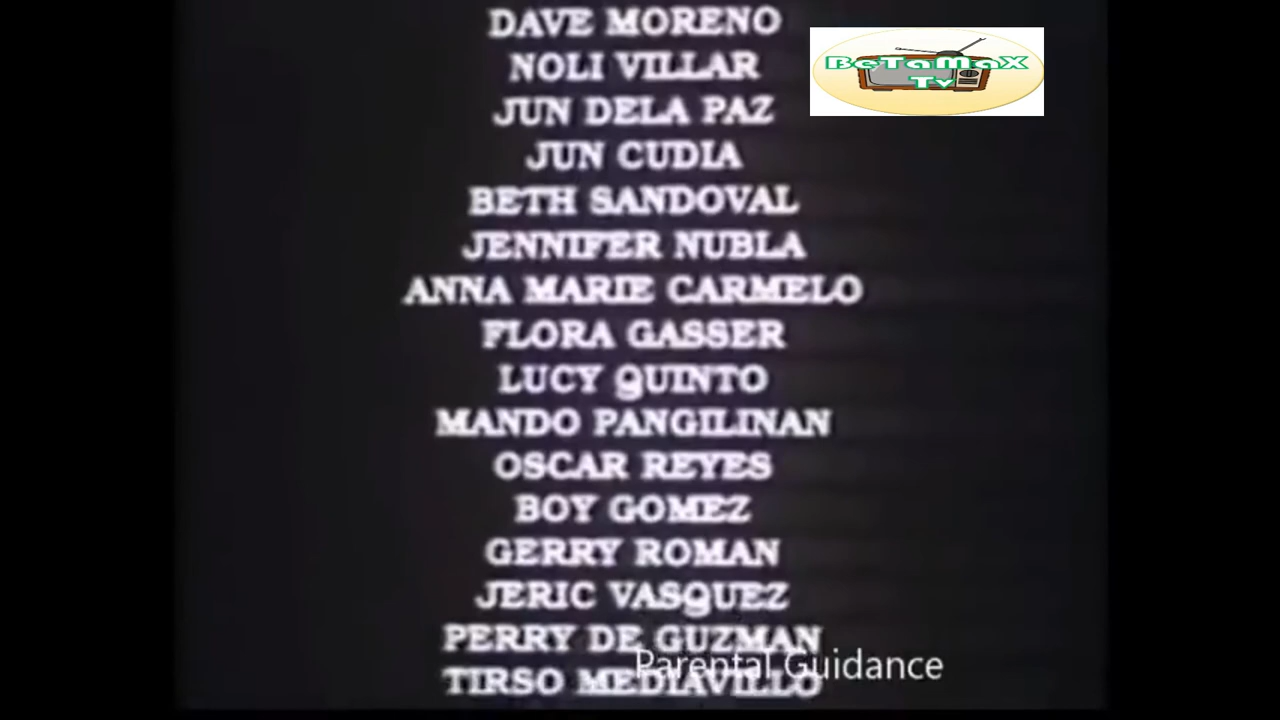 DAVE MORENO
NOLI VILLAR
JUN DELA PAZ
JUN CUDIA
BETH SANDOVAL
JENNIFER NUBLA
ANNA MARIE CARMELO
FLORA GASSER
LUCY QUINTO
MANDO PANGILINAN
OSCAR REYES
BOY GOMEZ
GERRY ROMAN
JERIC VASQUEZ
PERRY DE GUZMAN
TIRSO MEDIAVILLO
BeTaMaX
Tv
Parental Guidance